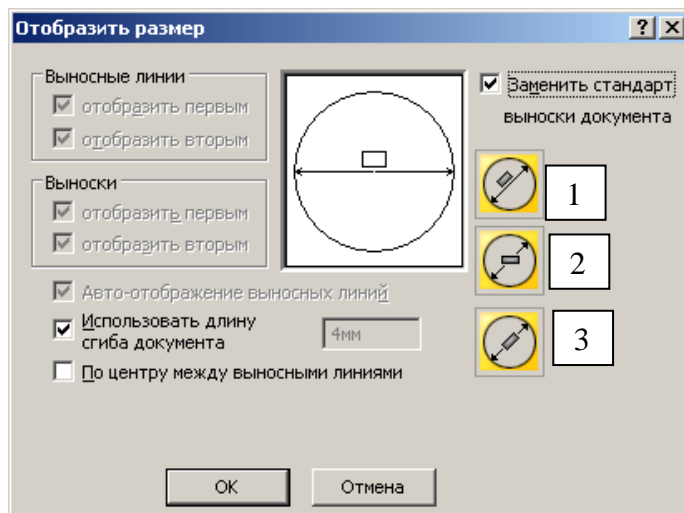 Отобразить размер
Выносные линии
отобразить первым
отобразить вторым
Выноски
отобразить первым
отобразить вторым
Авто-отображение выносных линий
Использовать длину
сгиба документа
4мм
По центру между выносными линиями
Заменить стандарт
выноски документа
1
2
3
ОК
Отмена